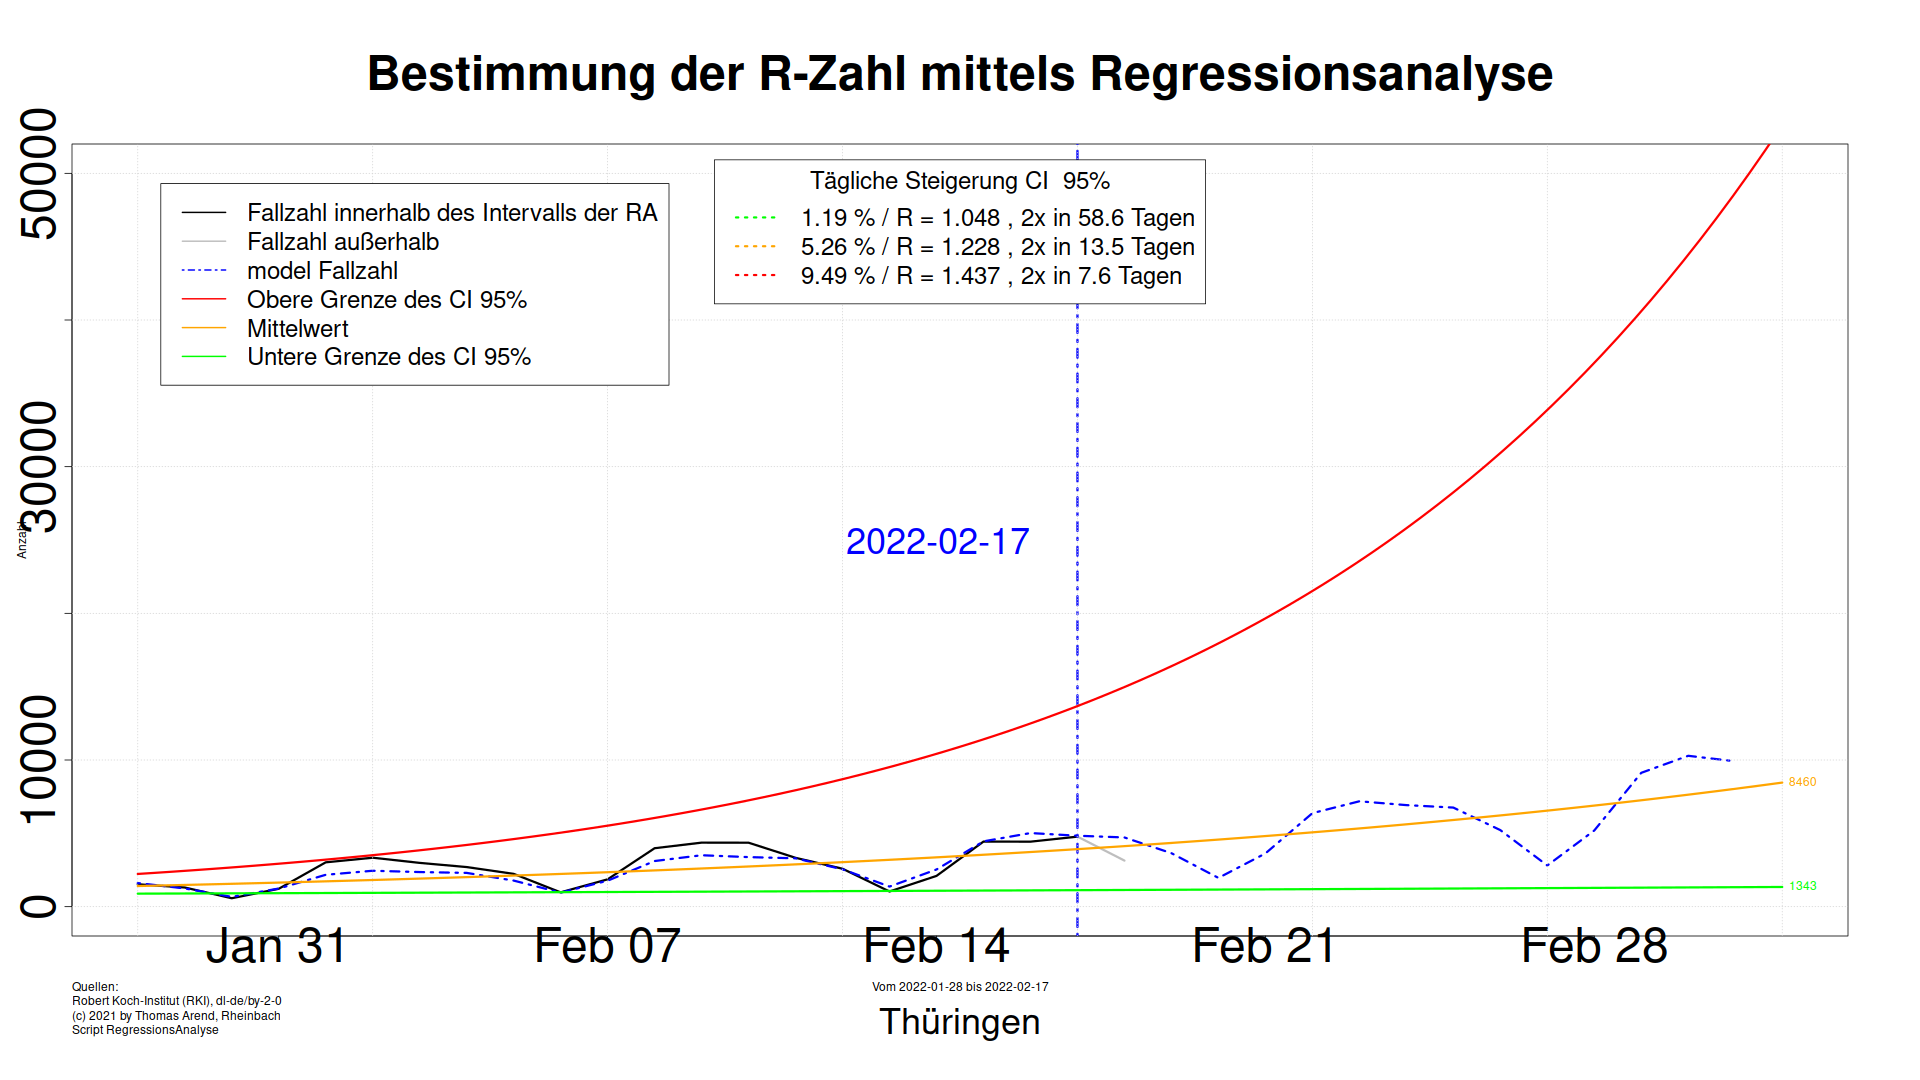 Bestimmung der R-Zahl mittels Regressionsanalyse
Anzahl
50000
30000
10000
0
Fallzahl innerhalb des Intervalls der RA
Fallzahl außerhalb
model Fallzahl
Obere Grenze des CI 95%
Mittelwert
Untere Grenze des CI 95%
Tägliche Steigerung CI 95%
1.19 % / R = 1.048 , 2x in 58.6 Tagen
5.26 % / R = 1.228 , 2x in 13.5 Tagen
9.49 % / R = 1.437 , 2x in 7.6 Tagen
2022-02-17
8460
1343
Jan 31 Feb 07 Feb 14 Feb 21 Feb 28
Quellen:
Robert Koch-Institut (RKI), dl-de/by-2-0
(c) 2021 by Thomas Arend, Rheinbach
Script RegressionsAnalyse
Vom 2022-01-28 bis 2022-02-17
Thüringen